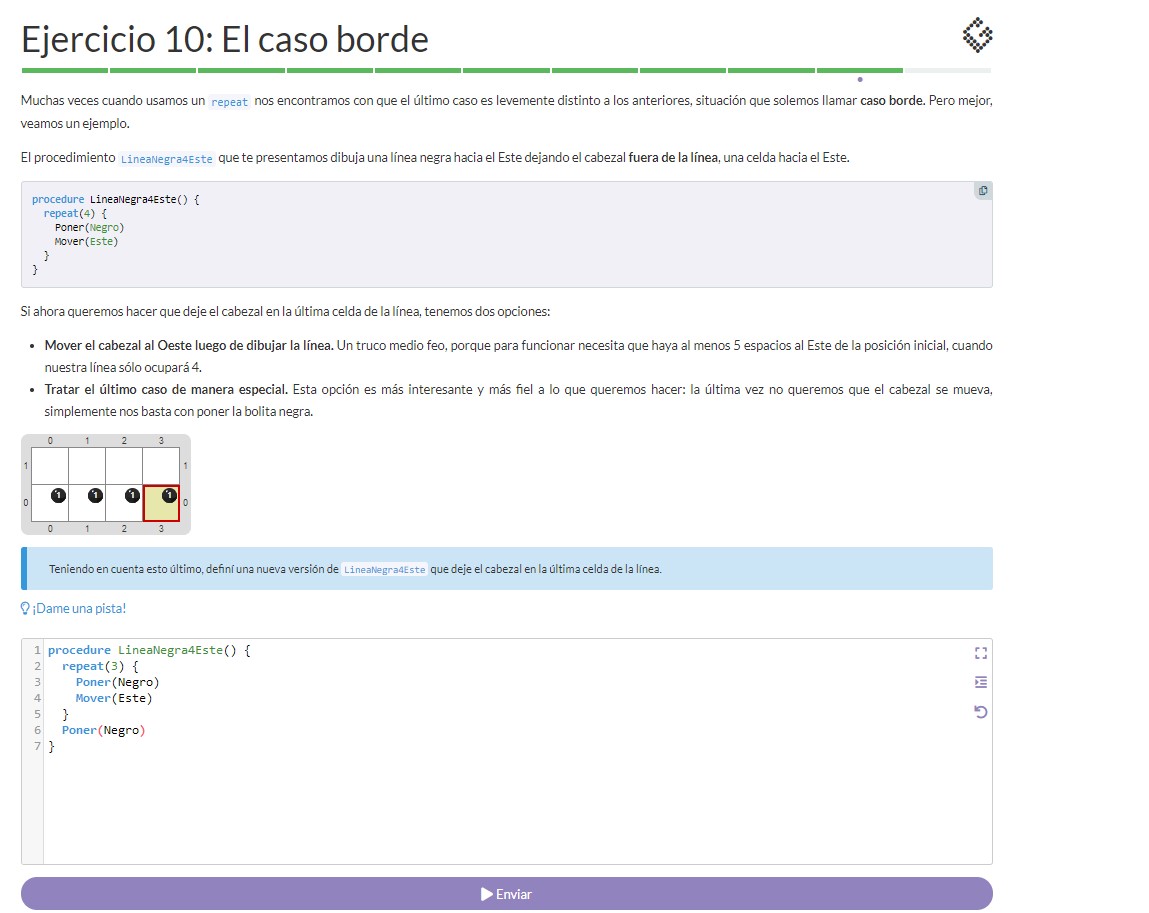 Ejercicio 10: El caso borde
Muchas veces cuando usamos un repeat nos encontramos con que el último caso es levemente distinto a los anteriores, situación que solemos llamar caso borde. Pero mejor,
veamos un ejemplo.
El procedimiento LineaNegra4Este que te presentamos dibuja una línea negra hacia el Este dejando el cabezal fuera de la línea, una celda hacia el Este.
procedure LineaNegra4Este() {
  repeat(4) {
    Poner(Negro)
    Mover(Este)
  }
}
Si ahora queremos hacer que deje el cabezal en la última celda de la línea, tenemos dos opciones:
• Mover el cabezal al Oeste luego de dibujar la línea. Un truco medio feo, porque para funcionar necesita que haya al menos 5 espacios al Este de la posición inicial, cuando
nuestra línea sólo ocupará 4.
• Tratar el último caso de manera especial. Esta opción es más interesante y más fiel a lo que queremos hacer: la última vez no queremos que el cabezal se mueva,
simplemente nos basta con poner la bolita negra.
0 1 2 3
1 1
0 1 1 1 1 0
0 1 2 3
Teniendo en cuenta esto último, definí una nueva versión de LineaNegra4Este que deje el cabezal en la última celda de la línea.
¡Dame una pista!
1 procedure LineaNegra4Este() {
2   repeat(3) {
3     Poner(Negro)
4     Mover(Este)
5   }
6   Poner(Negro)
7 }
Enviar